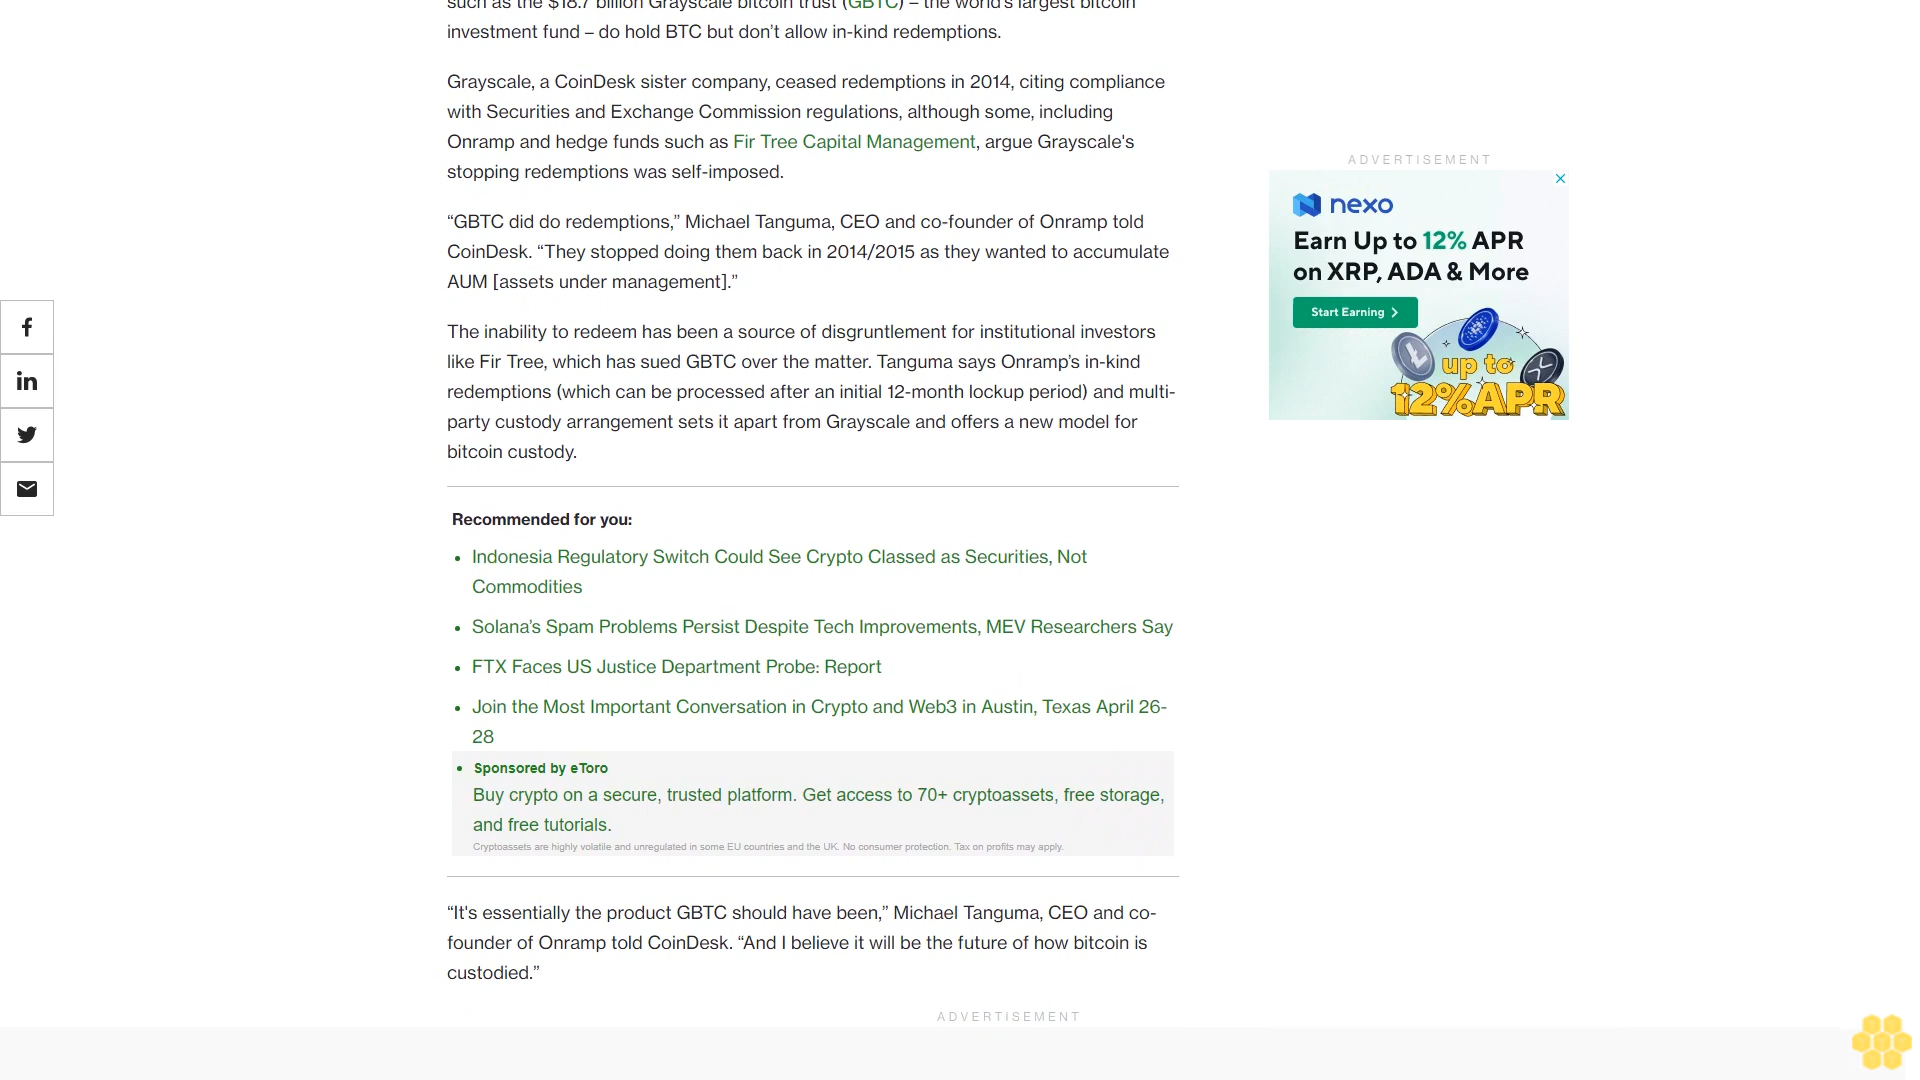 such as the $18.7 billion Grayscale bitcoin trust (GBTC) – the world's largest bitcoin
investment fund – do hold BTC but don’t allow in-kind redemptions.
Grayscale, a CoinDesk sister company, ceased redemptions in 2014, citing compliance
with Securities and Exchange Commission regulations, although some, including
Onramp and hedge funds such as Fir Tree Capital Management, argue Grayscale's
stopping redemptions was self-imposed.
“GBTC did do redemptions,” Michael Tanguma, CEO and co-founder of Onramp told
CoinDesk. “They stopped doing them back in 2014/2015 as they wanted to accumulate
AUM [assets under management].”
The inability to redeem has been a source of disgruntlement for institutional investors
like Fir Tree, which has sued GBTC over the matter. Tanguma says Onramp’s in-kind
redemptions (which can be processed after an initial 12-month lockup period) and multi-
party custody arrangement sets it apart from Grayscale and offers a new model for
bitcoin custody.
Recommended for you:
Indonesia Regulatory Switch Could See Crypto Classed as Securities, Not
Commodities
Solana’s Spam Problems Persist Despite Tech Improvements, MEV Researchers Say
FTX Faces US Justice Department Probe: Report
Join the Most Important Conversation in Crypto and Web3 in Austin, Texas April 26-
28
Sponsored by eToro
Buy crypto on a secure, trusted platform. Get access to 70+ cryptoassets, free storage,
and free tutorials.
Cryptoassets are highly volatile and unregulated in some EU countries and the UK. No consumer protection. Tax on profits may apply.
“It's essentially the product GBTC should have been,” Michael Tanguma, CEO and co-
founder of Onramp told CoinDesk. “And I believe it will be the future of how bitcoin is
custodied.”
ADVERTISEMENT
ADVERTISEMENT
nexo
Earn Up to 12% APR
on XRP, ADA & More
Start Earning
up to
12% APR